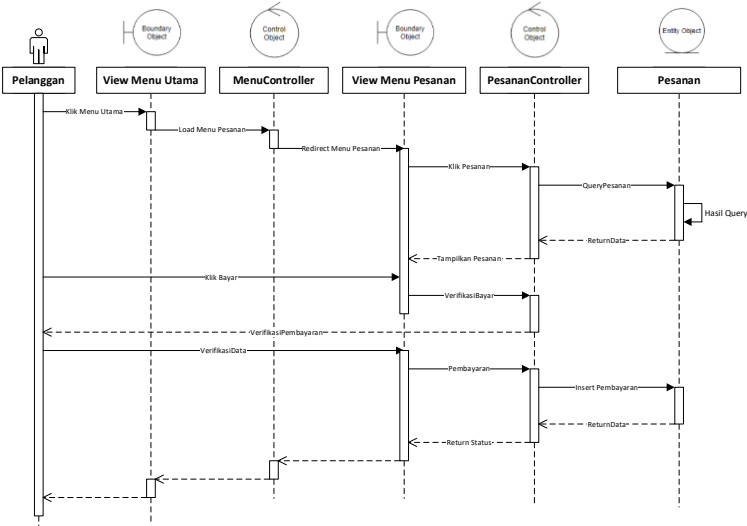 Boundary
Object
Control
Object
Boundary
Object
Control
Object
Entity Object
Pelanggan
View Menu Utama
MenuController
View Menu Pesanan
PesananController
Pesanan
Klik Menu Utama
Load Menu Pesanan
Redirect Menu Pesanan
Klik Pesanan
QueryPesanan
Hasil Query
ReturnData
Tampilkan Pesanan
Klik Bayar
VerifikasiBayar
VerifikasiPembayaran
VerifikasiData
Pembayaran
Insert Pembayaran
ReturnData
Return Status